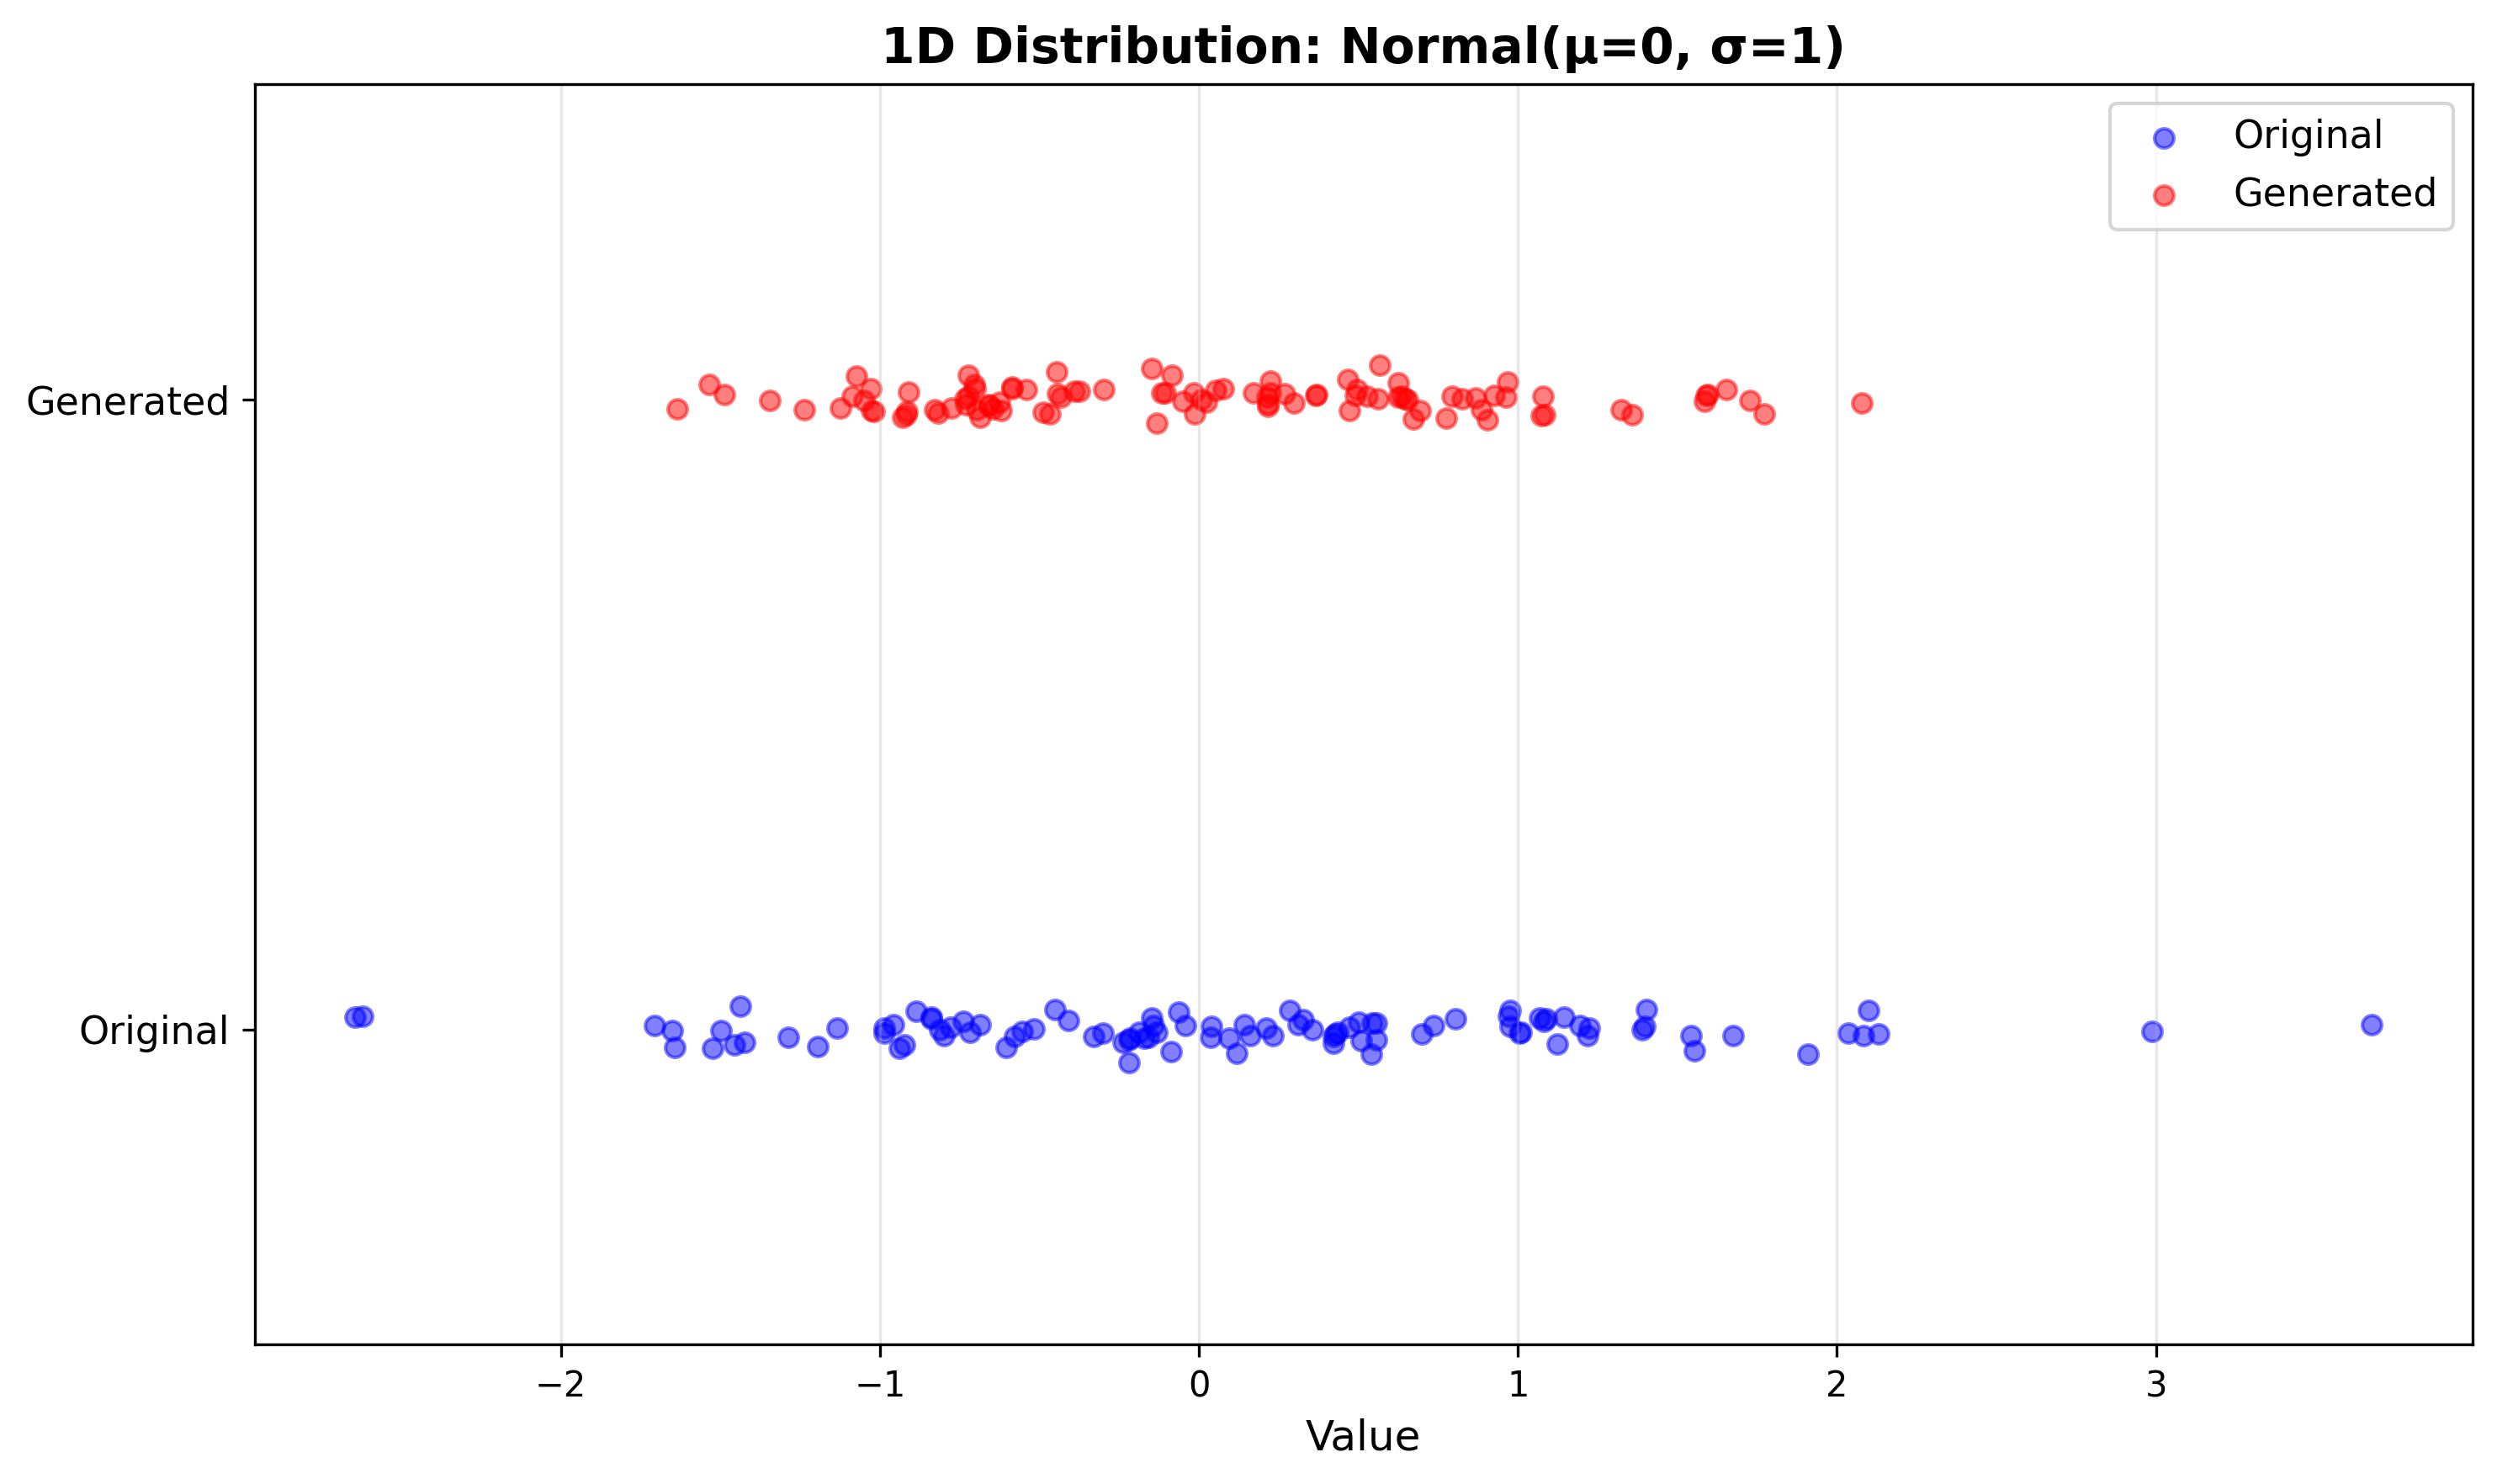 1D Distribution: Normal(μ=0, σ=1)
Original
Generated
Generated
Original
−2 −1 0 1 2 3
Value